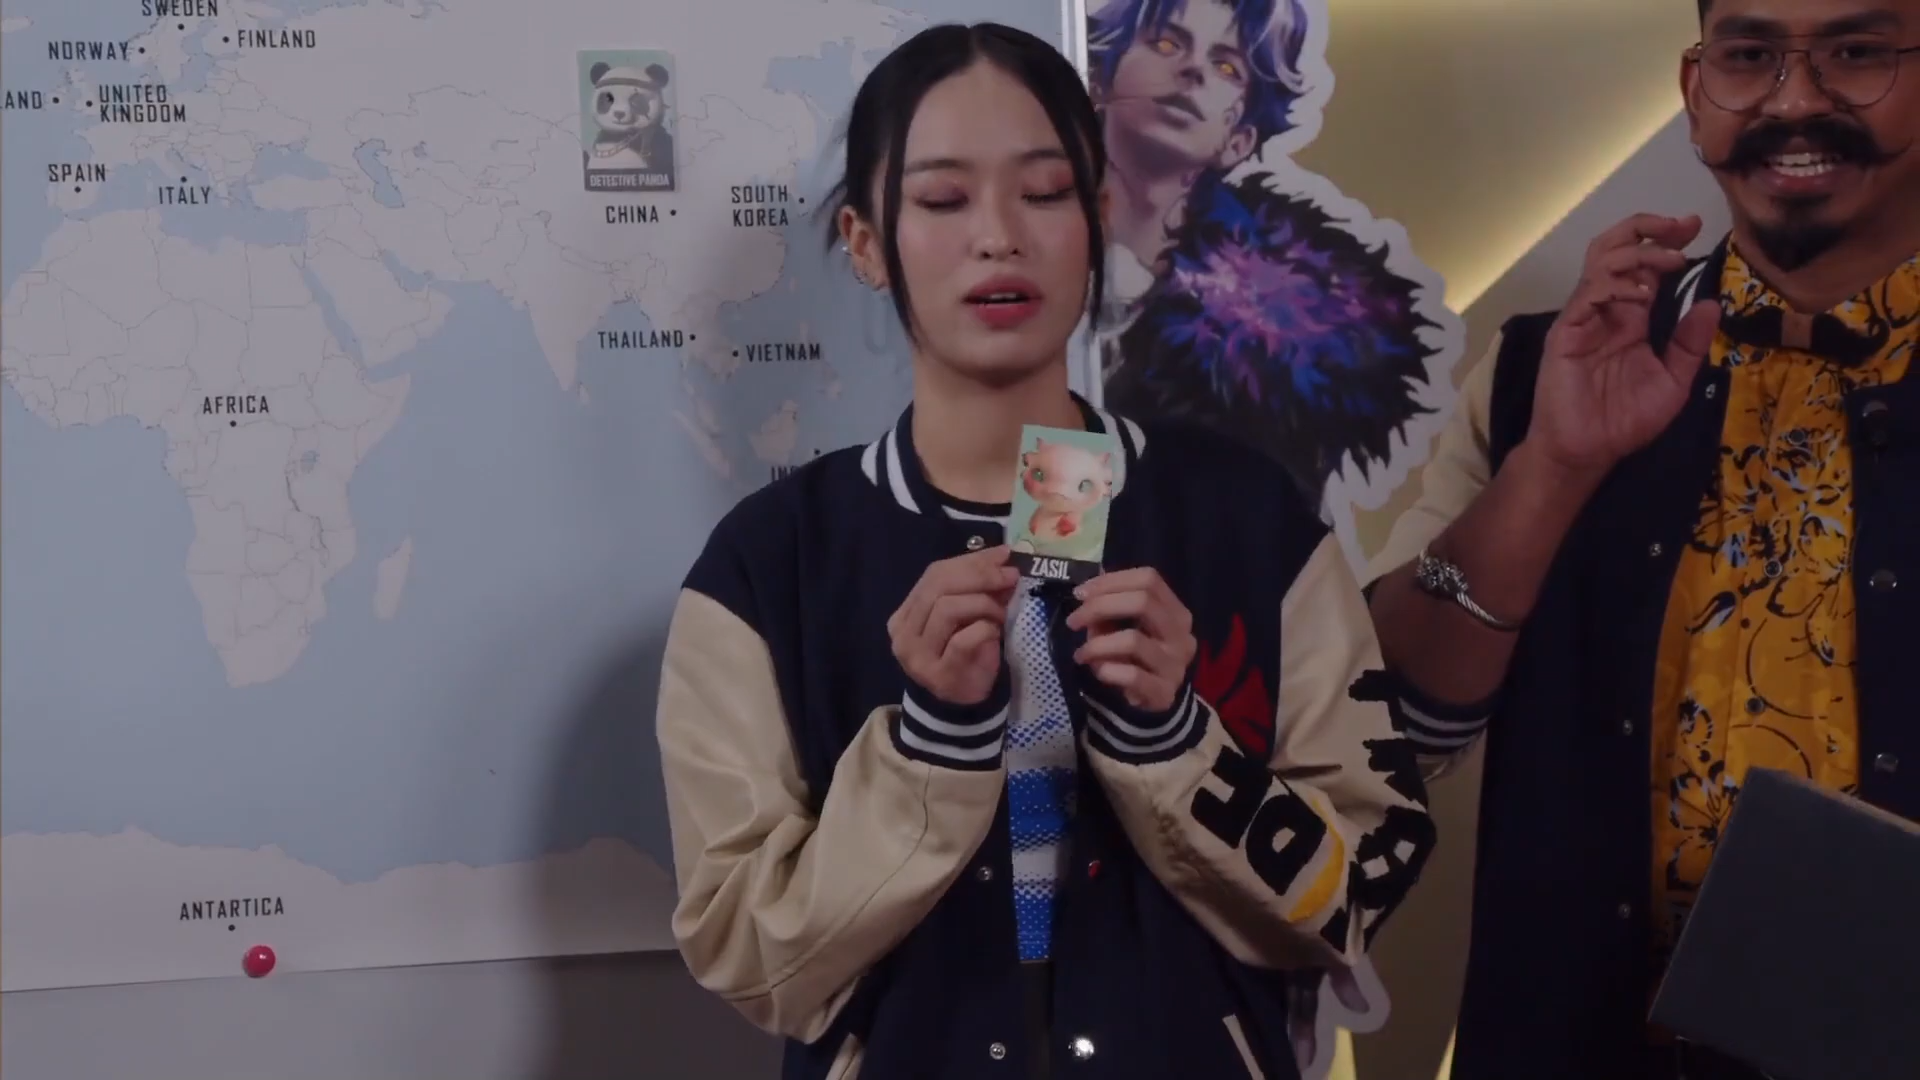 SWEDEN
NORWAY
FINLAND
UNITED
KINGDOM
SPAIN
ITALY
DETECTIVE PANDA
CHINA
SOUTH
KOREA
THAILAND
VIETNAM
AFRICA
ZASIL
ANTARTICA